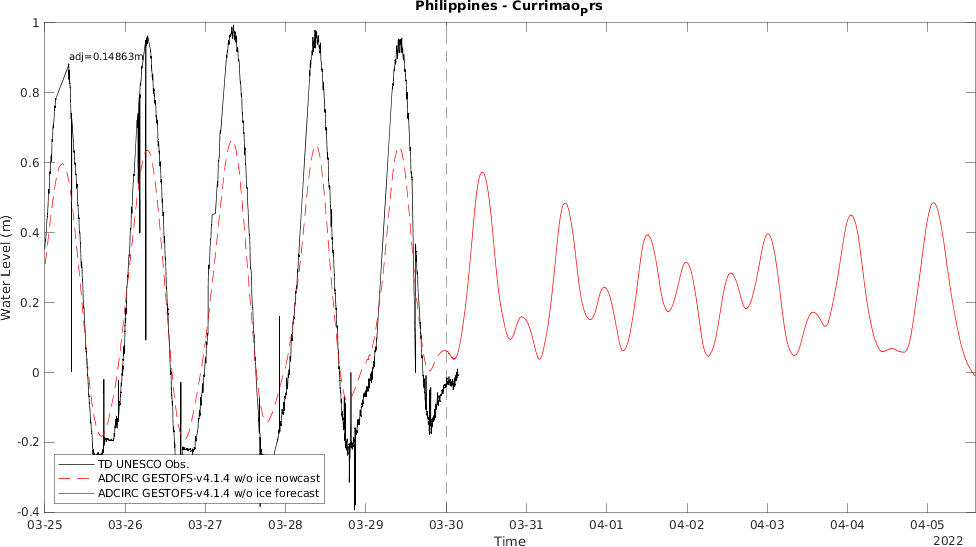 Philippines - Currimaoprs
adj=0.14863m
Water Level (m)
1
0.8
0.6
0.4
0.2
0
-0.2
-0.4
TD UNESCO Obs.
ADCIRC GESTOFS-v4.1.4 w/o ice nowcast
ADCIRC GESTOFS-v4.1.4 w/o ice forecast
03-25 03-26 03-27 03-28 03-29 03-30 03-31 04-01 04-02 04-03 04-04 04-05
Time
2022